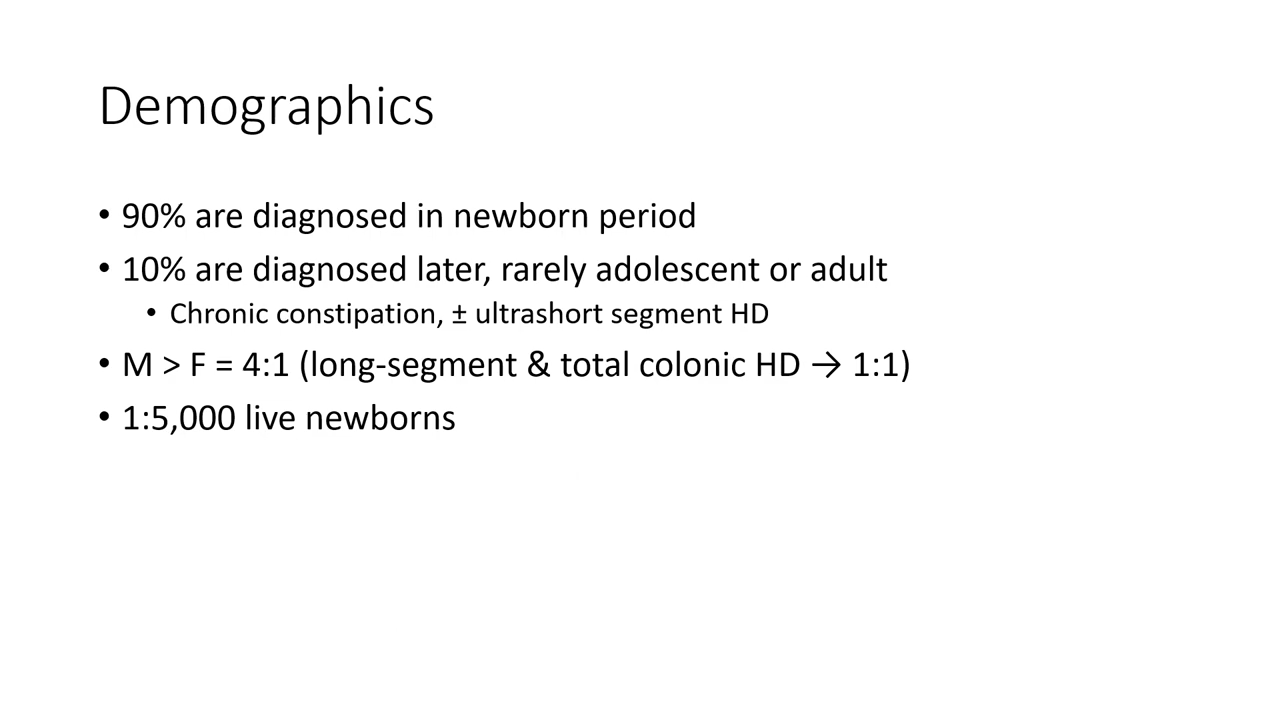 Demographics
• 90% are diagnosed in newborn period
• 10% are diagnosed later, rarely adolescent or adult
• Chronic constipation, ± ultrashort segment HD
• M > F = 4:1 (long-segment & total colonic HD → 1:1)
• 1:5,000 live newborns